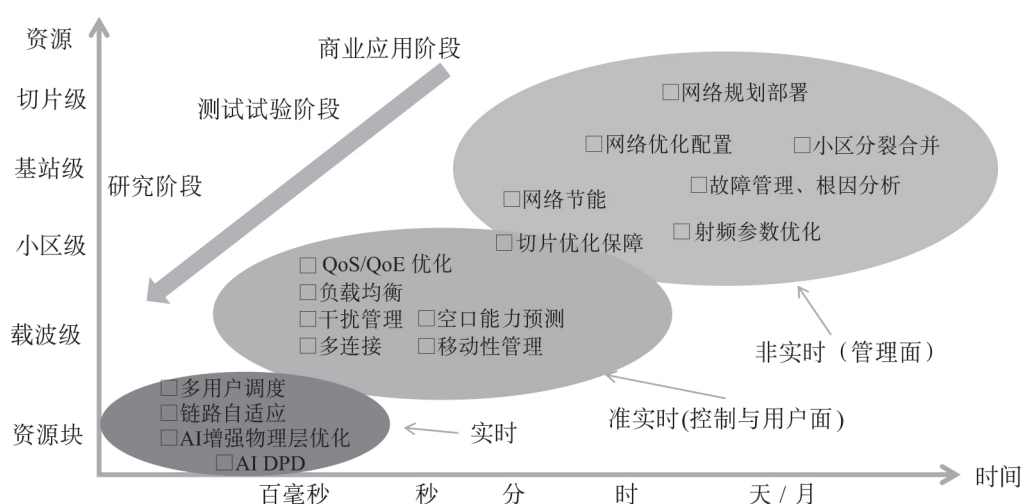 资源
商业应用阶段
切片级
□网络规划部署
测试试验阶段
□网络优化配置
□小区分裂合并
基站级
研究阶段
□故障管理、根因分析
□网络节能
□射频参数优化
小区级
□切片优化保障
□ QoS/QoE 优化
□负载均衡
□干扰管理 □空口能力预测
□多连接 □移动性管理
载波级
非实时（管理面）
□多用户调度
□链路自适应
□AI增强物理层优化
□AI DPD
资源块
实时
准实时(控制与用户面)
时间
百毫秒 秒 分 时 天 / 月